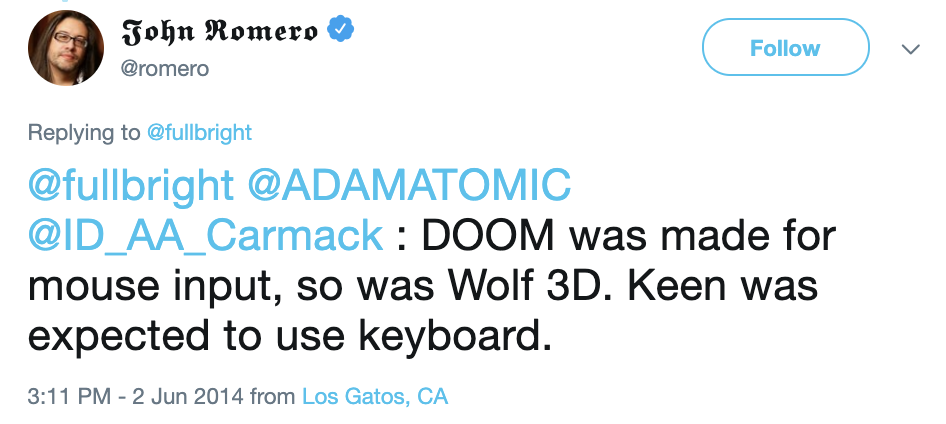 John Romero
@romero
Follow
Replying to @fullbright
@fullbright @ADAMATOMIC
@ID_AA_Carmack : DOOM was made for
mouse input, so was Wolf 3D. Keen was
expected to use keyboard.
3:11 PM - 2 Jun 2014 from Los Gatos, CA